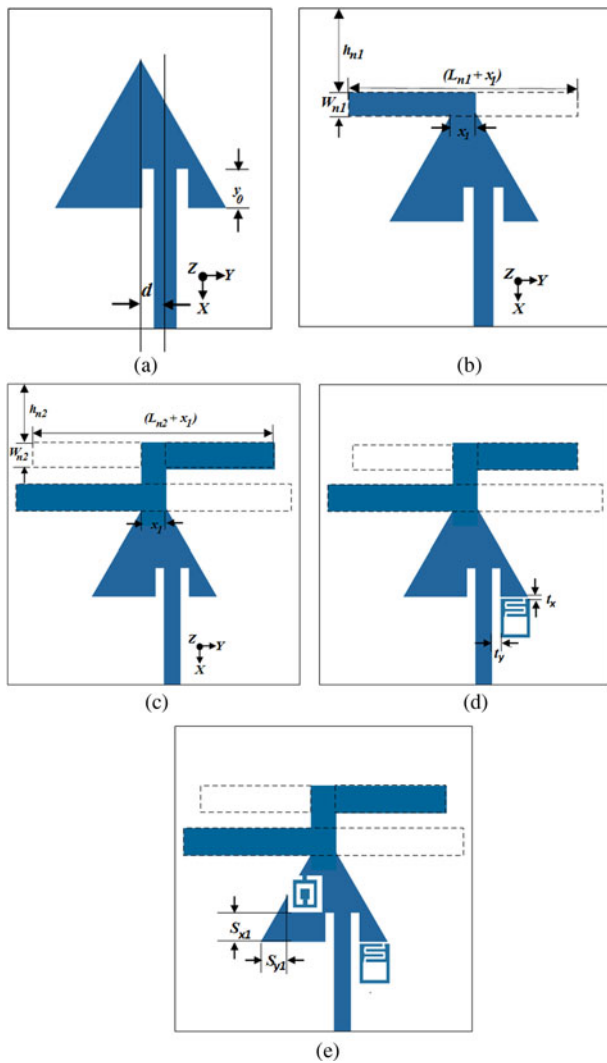 y0
d
Z Y
X
(a)
hn1
(Ln1 + x1)
Wn1
x1
Z Y
X
(b)
hn2
(Ln2 + x1)
Wn2
x1
Z Y
X
(c)
tx
ty
(d)
Sx1
Sy1
(e)